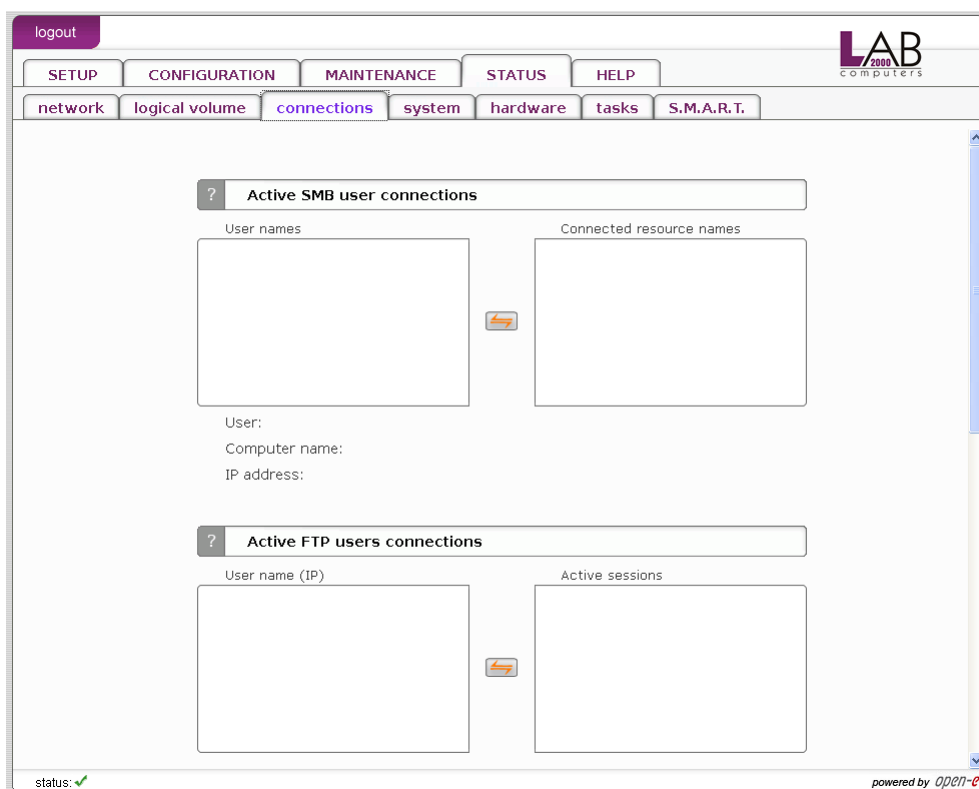 logout
LAB
2000
computers
SETUP CONFIGURATION MAINTENANCE STATUS HELP
network logical volume connections system hardware tasks S.M.A.R.T.
? Active SMB user connections
User names Connected resource names
User:
Computer name:
IP address:
? Active FTP users connections
User name (IP) Active sessions
status: powered by open-e